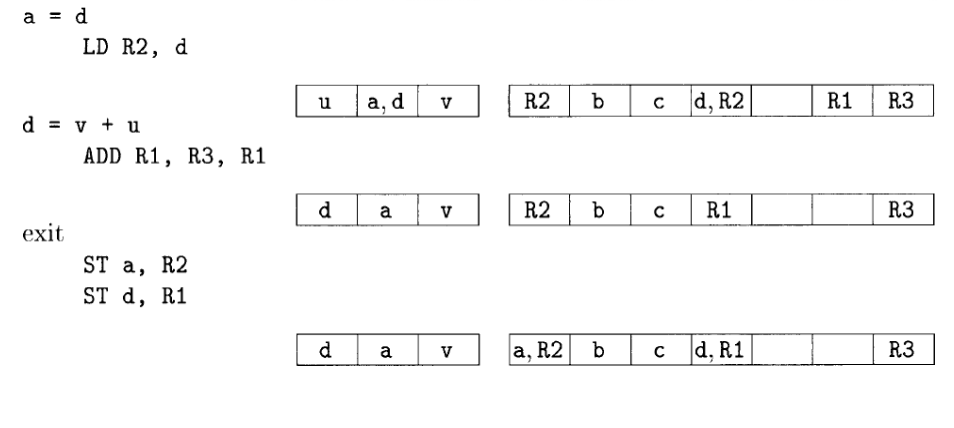 a = d
LD R2, d
u a, d v R2 b c d, R2 R1 R3
d = v + u
ADD R1, R3, R1
d a v R2 b c R1 R3
exit
ST a, R2
ST d, R1
d a v a, R2 b c d, R1 R3